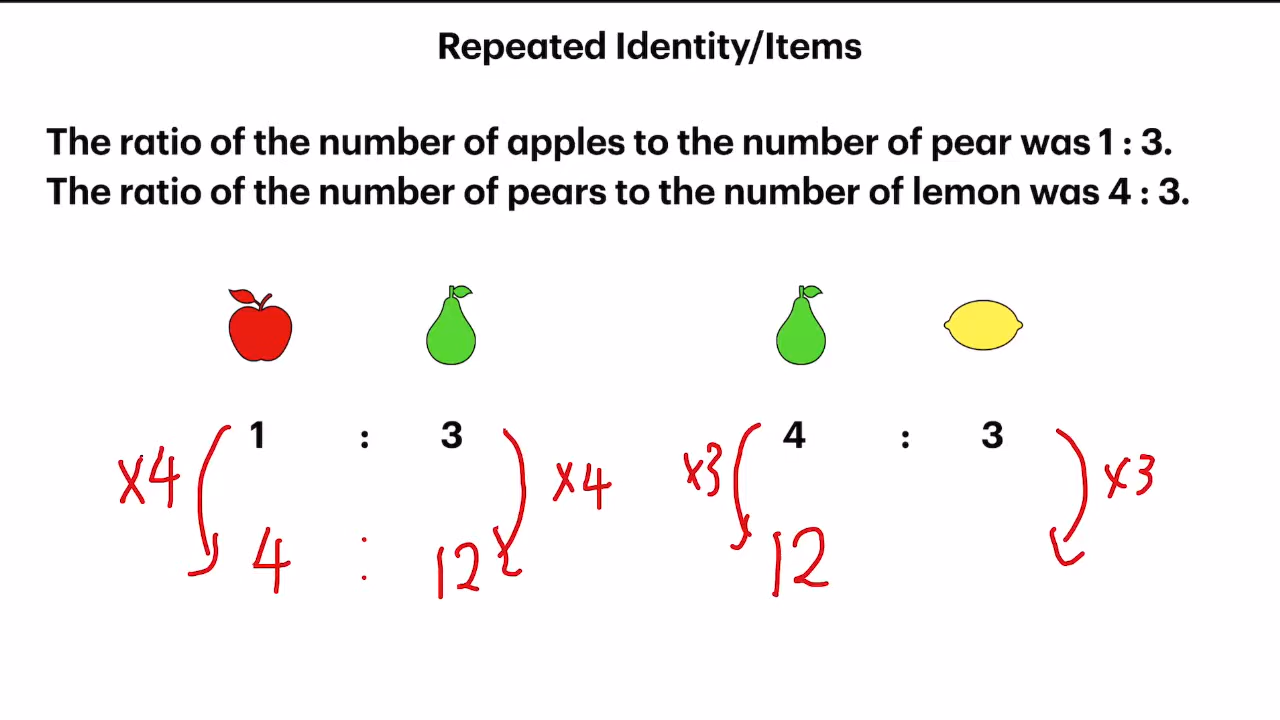 Repeated Identity/Items
The ratio of the number of apples to the number of pear was 1 : 3.
The ratio of the number of pears to the number of lemon was 4 : 3.
1 : 3 4 : 3
x4 x4 x3 x3
4 : 12 12